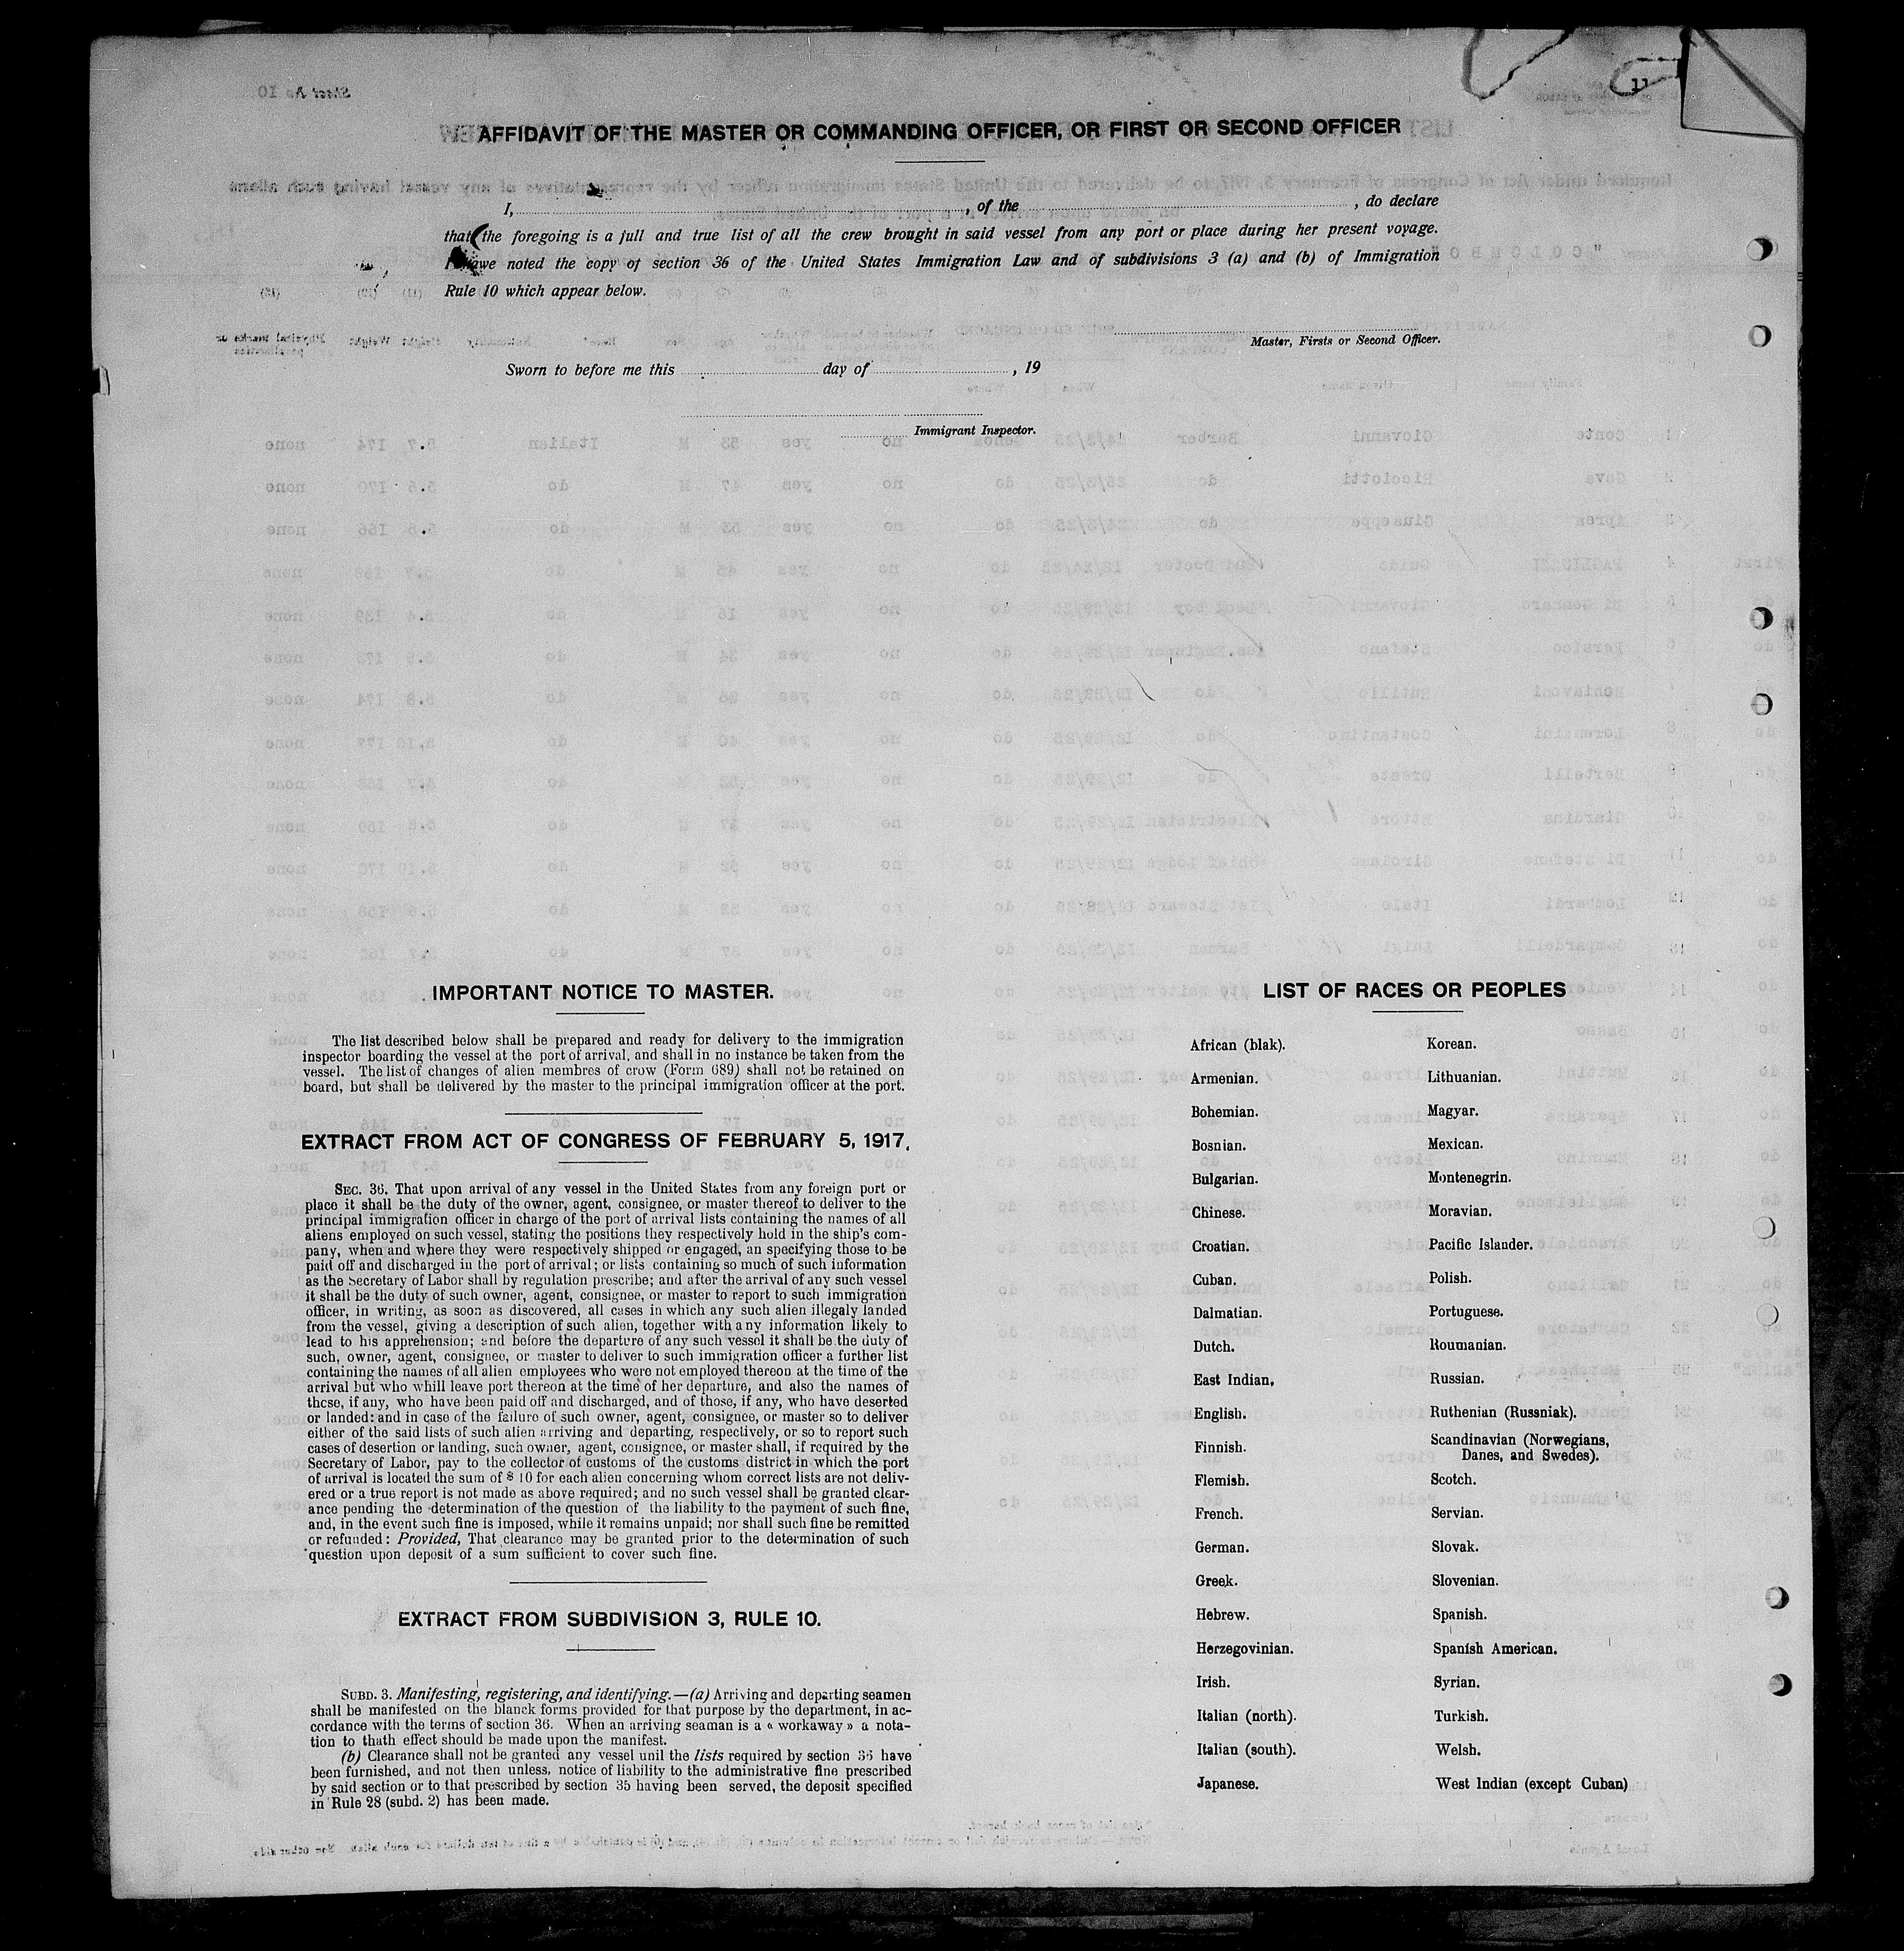 11
AFFIDAVIT OF THE MASTER OR COMMANDING OFFICER, OR FIRST OR SECOND OFFICER
I, , of the , do declare
that the foregoing is a full and true list of all the crew brought in said vessel from any port or place during her present voyage.
I have noted the copy of section 36 of the United States Immigration Law and of subdivisions 3 (a) and (b) of Immigration
Rule 10 which appear below.
Master, Firsts or Second Officer.
Sworn to before me this day of , 19
Immigrant Inspector.
IMPORTANT NOTICE TO MASTER.
The list described below shall be prepared and ready for delivery to the immigration
inspector boarding the vessel at the port of arrival, and shall in no instance be taken from the
vessel. The list of changes of alien membres of crow (Form 689) shall not be retained on
board, but shall be delivered by the master to the principal immigration officer at the port.
EXTRACT FROM ACT OF CONGRESS OF FEBRUARY 5, 1917.
SEC. 36. That upon arrival of any vessel in the United States from any foreign port or
place it shall be the duty of the owner, agent, consignee, or master thereof to deliver to the
principal immigration officer in charge of the port of arrival lists containing the names of all
aliens employed on such vessel, stating the positions they respectively hold in the ship's com-
pany, when and where they were respectively shipped or engaged, an specifying those to be
paid off and discharged in the port of arrival; or lists containing so much of such information
as the Secretary of Labor shall by regulation prescribe; and after the arrival of any such vessel
it shall be the duty of such owner, agent, consignee, or master to report to such immigration
officer, in writing, as soon as discovered, all cases in which any such alien illegaly landed
from the vessel, giving a description of such alien, together with any information likely to
lead to his apprehension; and before the departure of any such vessel it shall be the duty of
such, owner, agent, consignee, or master to deliver to such immigration officer a further list
containing the names of all alien employees who were not employed thereon at the time of the
arrival but who whill leave port thereon at the time of her departure, and also the names of
those, if any, who have been paid off and discharged, and of those, if any, who have deserted
or landed: and in case of the failure of such owner, agent, consignee, or master so to deliver
either of the said lists of such alien arriving and departing, respectively, or so to report such
cases of desertion or landing, such owner, agent, consignee, or master shall, if required by the
Secretary of Labor, pay to the collector of customs of the customs district in which the port
of arrival is located the sum of $ 10 for each alien concerning whom correct lists are not deliv-
ered or a true report is not made as above required; and no such vessel shall be granted clear-
ance pending the determination of the question of the liability to the payment of such fine,
and, in the event such fine is imposed, while it remains unpaid; nor shall such fine be remitted
or refunded: Provided, That clearance may be granted prior to the determination of such
question upon deposit of a sum sufficient to cover such fine.
EXTRACT FROM SUBDIVISION 3, RULE 10.
SUBD. 3. Manifesting, registering, and identifying.—(a) Arriving and departing seamen
shall be manifested on the blanck forms provided for that purpose by the department, in ac-
cordance with the terms of section 36. When an arriving seaman is a « workaway » a nota-
tion to thath effect should be made upon the manifest.
(b) Clearance shall not be granted any vessel unil the lists required by section 36 have
been furnished, and not then unless, notice of liability to the administrative fine prescribed
by said section or to that prescribed by section 35 having been served, the deposit specified
in Rule 28 (subd. 2) has been made.
LIST OF RACES OR PEOPLES
African (blak).
Armenian.
Bohemian.
Bosnian.
Bulgarian.
Chinese.
Croatian.
Cuban.
Dalmatian.
Dutch.
East Indian,
English.
Finnish.
Flemish.
French.
German.
Greek.
Hebrew.
Herzegovinian.
Irish.
Italian (north).
Italian (south).
Japanese.
Korean.
Lithuanian.
Magyar.
Mexican.
Montenegrin.
Moravian.
Pacific Islander.
Polish.
Portuguese.
Roumanian.
Russian.
Ruthenian (Russniak).
Scandinavian (Norwegians,
Danes, and Swedes).
Scotch.
Servian.
Slovak.
Slovenian.
Spanish.
Spanish American.
Syrian.
Turkish.
Welsh.
West Indian (except Cuban)